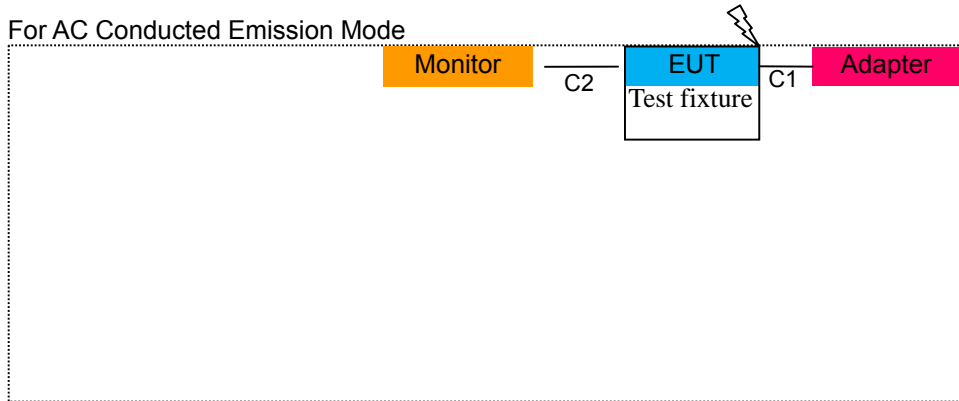 For AC Conducted Emission Mode
Monitor
C2
EUT
C1
Adapter
Test fixture